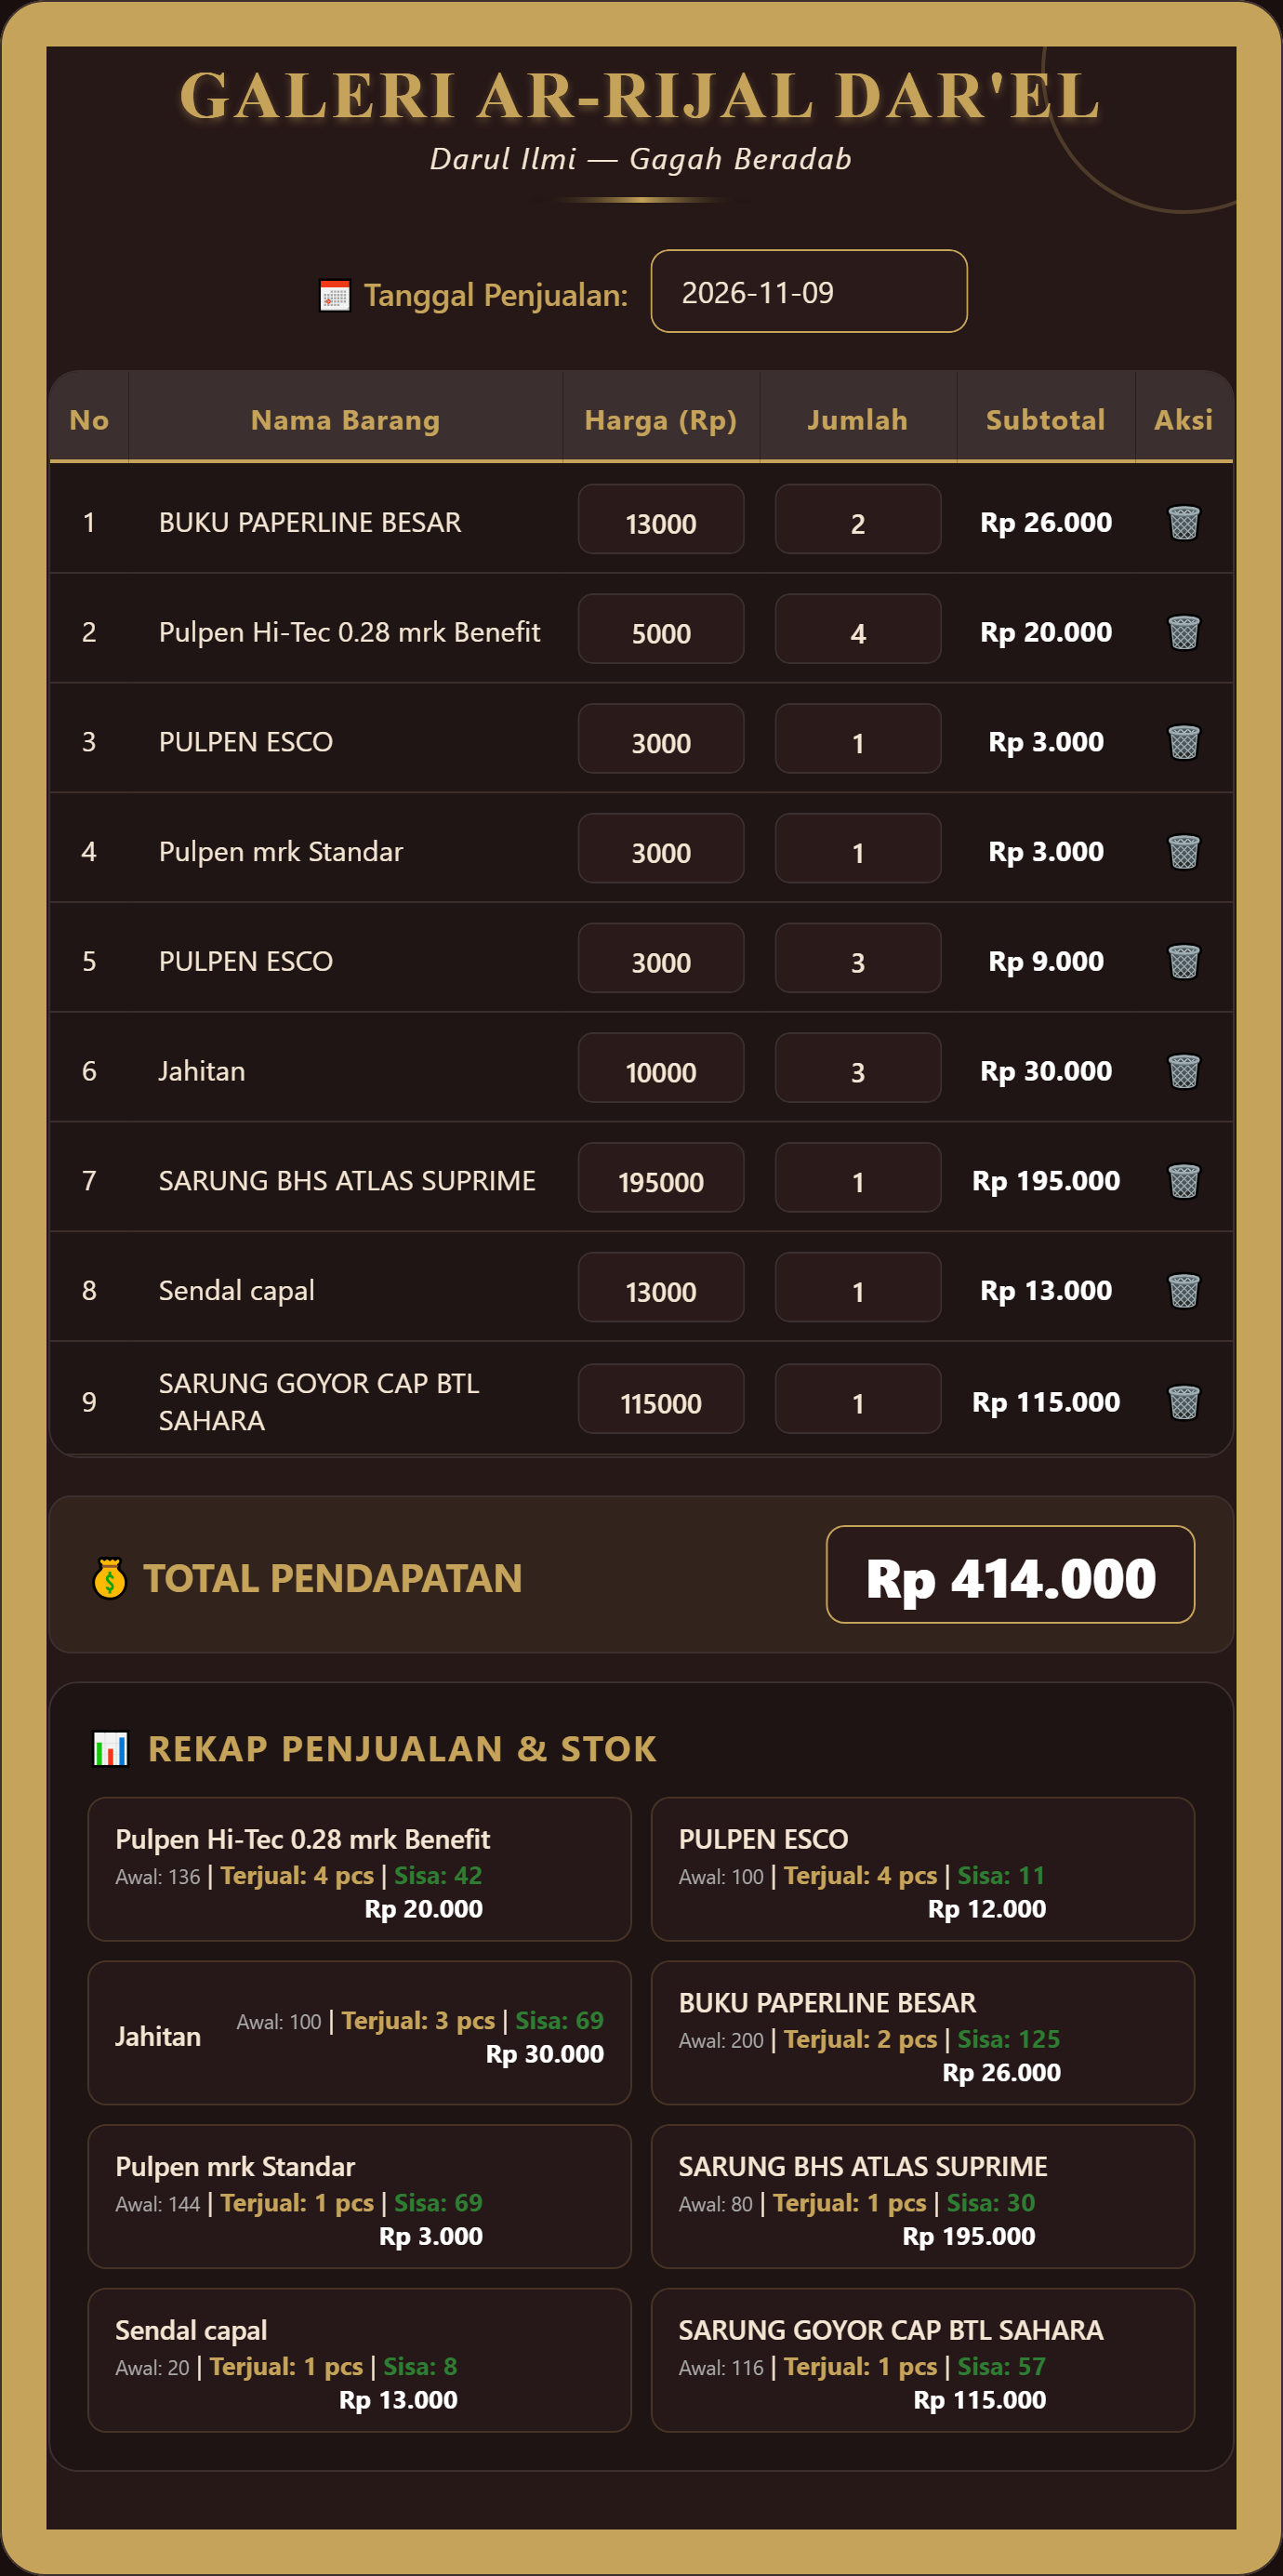 GALERI AR-RIJAL DAR'EL
Darul Ilmi — Gagah Beradab
Tanggal Penjualan: 2026-11-09
No Nama Barang Harga (Rp) Jumlah Subtotal Aksi
1 BUKU PAPERLINE BESAR 13000 2 Rp 26.000
2 Pulpen Hi-Tec 0.28 mrk Benefit 5000 4 Rp 20.000
3 PULPEN ESCO 3000 1 Rp 3.000
4 Pulpen mrk Standar 3000 1 Rp 3.000
5 PULPEN ESCO 3000 3 Rp 9.000
6 Jahitan 10000 3 Rp 30.000
7 SARUNG BHS ATLAS SUPRIME 195000 1 Rp 195.000
8 Sendal capal 13000 1 Rp 13.000
9 SARUNG GOYOR CAP BTL
SAHARA 115000 1 Rp 115.000
TOTAL PENDAPATAN Rp 414.000
REKAP PENJUALAN & STOK
Pulpen Hi-Tec 0.28 mrk Benefit
Awal: 136 | Terjual: 4 pcs | Sisa: 42
Rp 20.000
PULPEN ESCO
Awal: 100 | Terjual: 4 pcs | Sisa: 11
Rp 12.000
Jahitan
Awal: 100 | Terjual: 3 pcs | Sisa: 69
Rp 30.000
BUKU PAPERLINE BESAR
Awal: 200 | Terjual: 2 pcs | Sisa: 125
Rp 26.000
Pulpen mrk Standar
Awal: 144 | Terjual: 1 pcs | Sisa: 69
Rp 3.000
SARUNG BHS ATLAS SUPRIME
Awal: 80 | Terjual: 1 pcs | Sisa: 30
Rp 195.000
Sendal capal
Awal: 20 | Terjual: 1 pcs | Sisa: 8
Rp 13.000
SARUNG GOYOR CAP BTL SAHARA
Awal: 116 | Terjual: 1 pcs | Sisa: 57
Rp 115.000